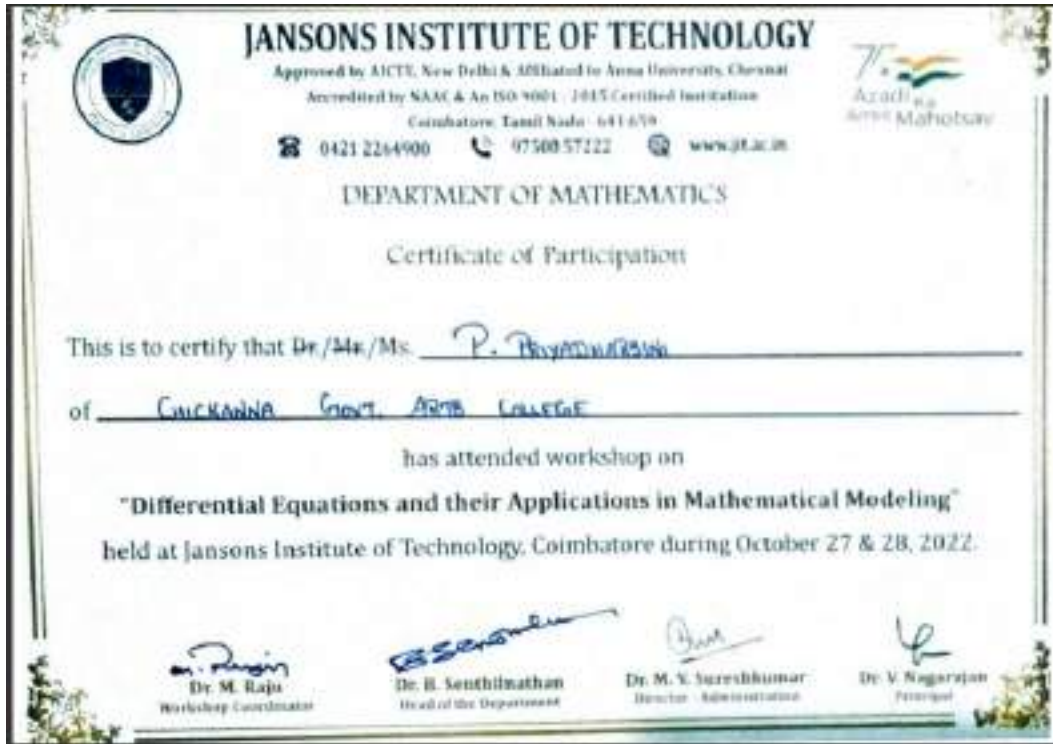 JANSONS INSTITUTE OF TECHNOLOGY
Approved by AICTE, New Delhi & Affiliated to Anna University, Chennai
Accredited by NAAC & An ISO 9001 : 2015 Certified Institution
Coimbatore, Tamil Nadu - 641 659
0421 2264900 97508 57222 www.jit.ac.in
Azadi Ka
Amrit Mahotsav
DEPARTMENT OF MATHEMATICS
Certificate of Participation
This is to certify that Dr./Mr./Ms. P. PRIYADHARSINI
of CHICKANNA GOVT. ARTS COLLEGE
has attended workshop on
"Differential Equations and their Applications in Mathematical Modeling"
held at Jansons Institute of Technology, Coimbatore during October 27 & 28, 2022.
Dr. M. Raju Dr. B. Senthilnathan Dr. M. V. Sureshkumar Dr. V. Nagarajan
Workshop Coordinator Head of the Department Director - Administration Principal